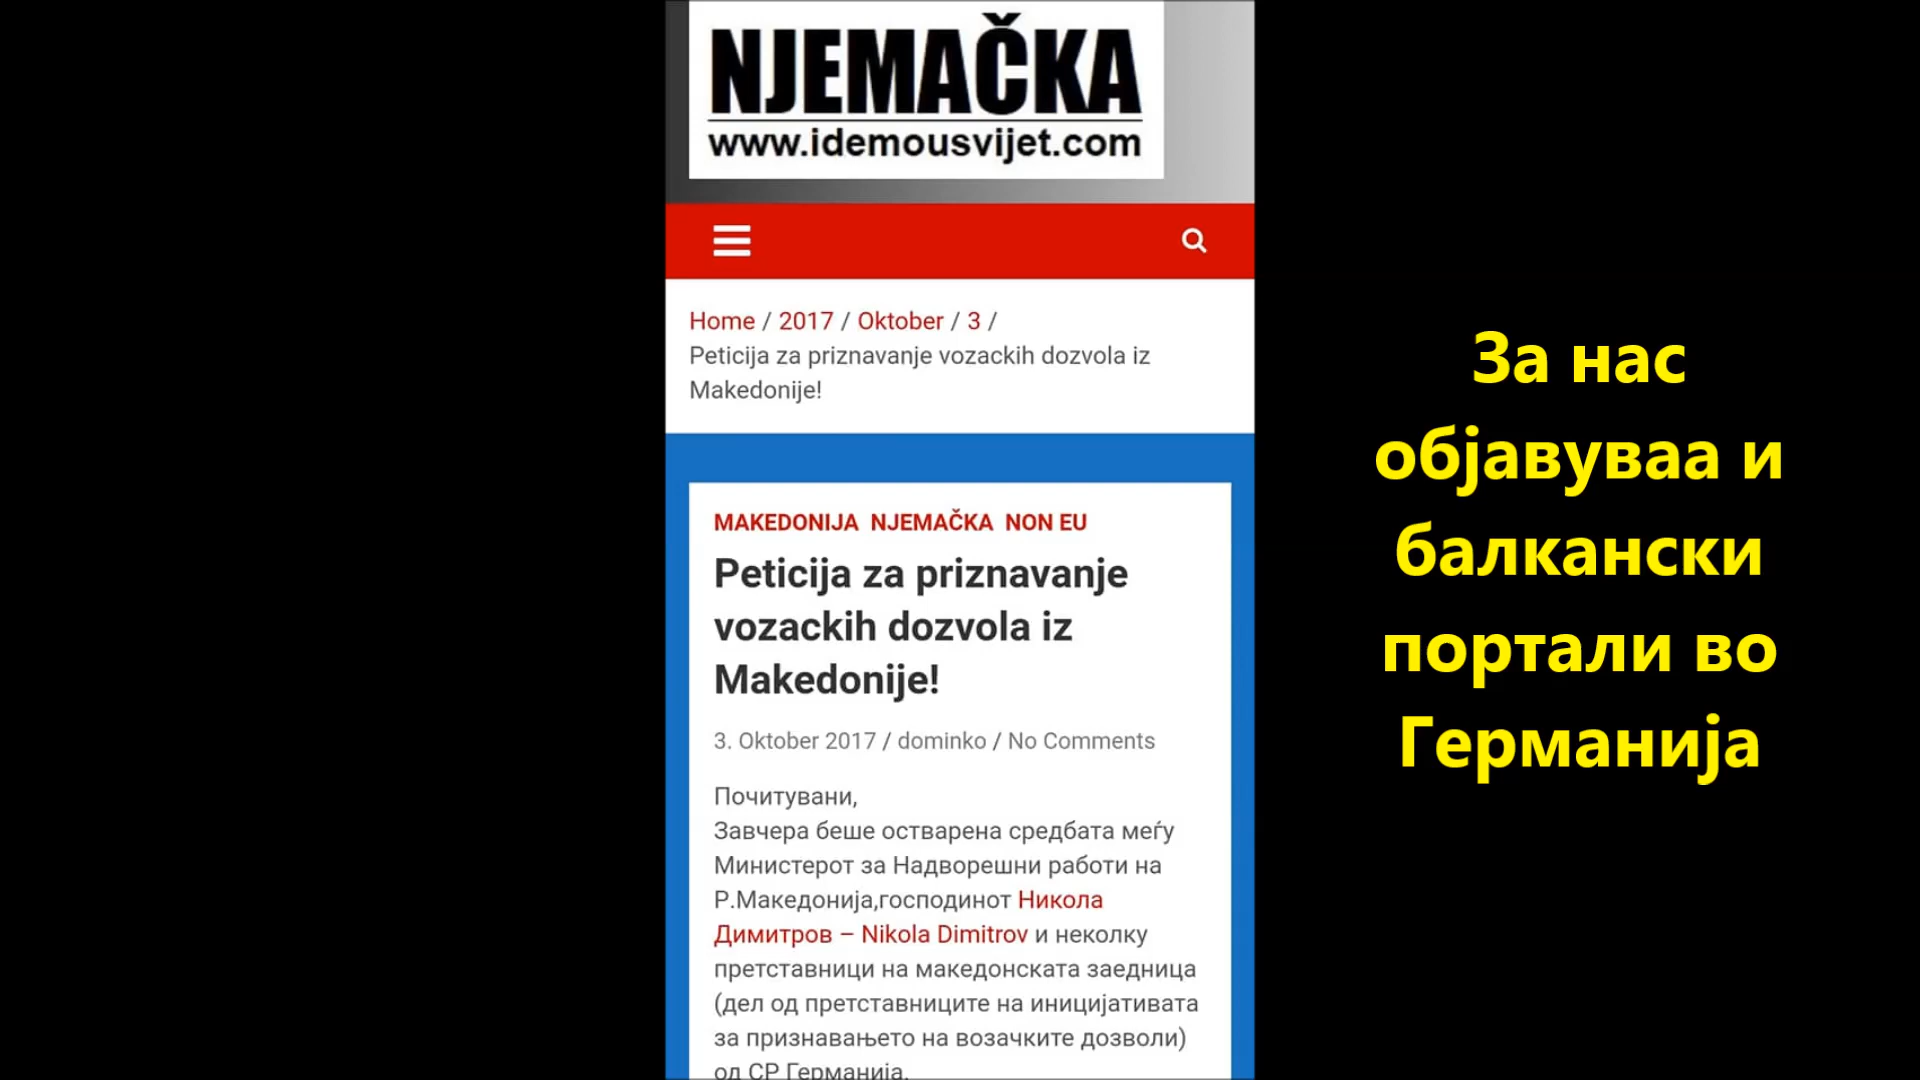 NJEMAČKA
www.idemousvijet.com
Home / 2017 / Oktober / 3 /
Peticija za priznavanje vozackih dozvola iz
Makedonije!
MAKEDONIJA NJEMAČKA NON EU
Peticija za priznavanje
vozackih dozvola iz
Makedonije!
3. Oktober 2017 / dominko / No Comments
Почитувани,
Завчера беше остварена средбата меѓу
Министерот за Надворешни работи на
Р.Македонија,господинот Никола
Димитров – Nikola Dimitrov и неколку
претставници на македонската заедница
(дел од претставниците на иницијативата
за признавањето на возачките дозволи)
од СР Германија.
За нас
објавуваа и
балкански
портали во
Германија